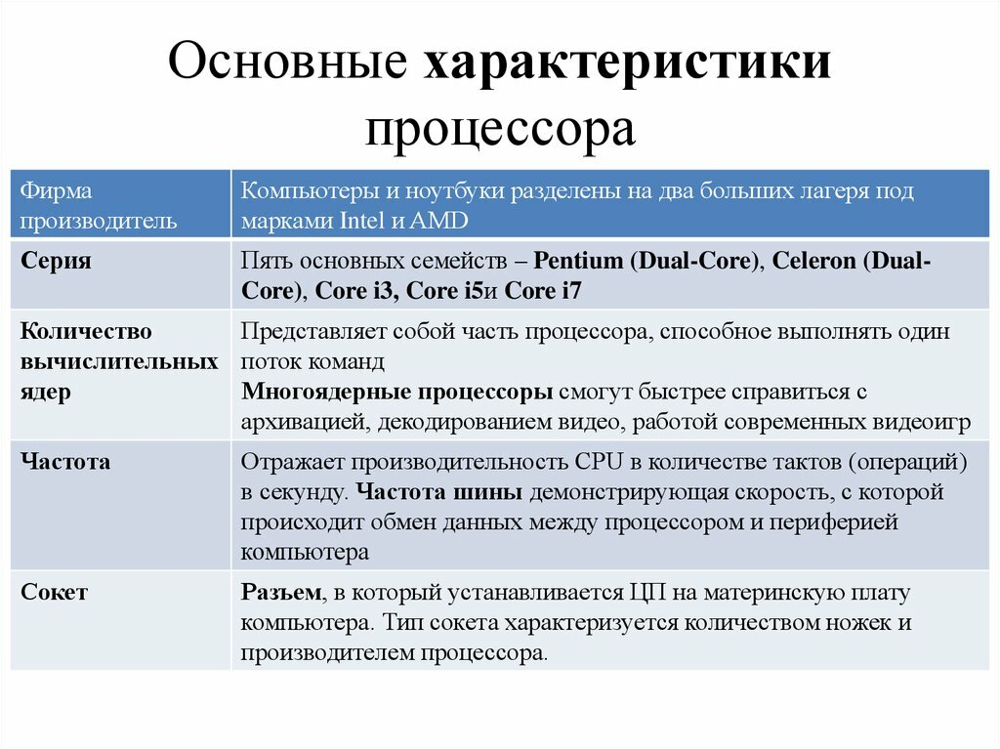 Основные характеристики
процессора
Фирма
производитель
Компьютеры и ноутбуки разделены на два больших лагеря под
марками Intel и AMD
Серия
Пять основных семейств – Pentium (Dual-Core), Celeron (Dual-
Core), Core i3, Core i5и Core i7
Количество
вычислительных
ядер
Представляет собой часть процессора, способное выполнять один
поток команд
Многоядерные процессоры смогут быстрее справиться с
архивацией, декодированием видео, работой современных видеоигр
Частота
Отражает производительность CPU в количестве тактов (операций)
в секунду. Частота шины демонстрирующая скорость, с которой
происходит обмен данных между процессором и периферией
компьютера
Сокет
Разъем, в который устанавливается ЦП на материнскую плату
компьютера. Тип сокета характеризуется количеством ножек и
производителем процессора.